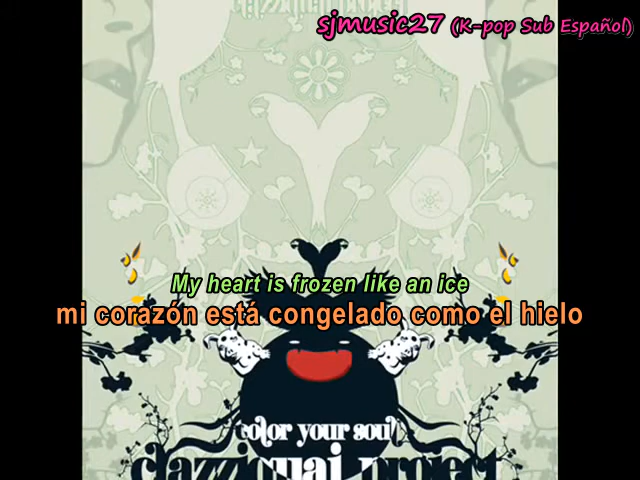 sjmusic27 (K-pop Sub Español)
My heart is frozen like an ice
mi corazón está congelado como el hielo
color your soul
clazziquai project